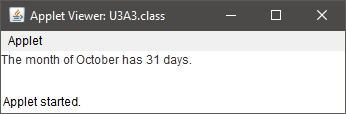 Applet Viewer: U3A3.class
Applet
The month of October has 31 days.
Applet started.